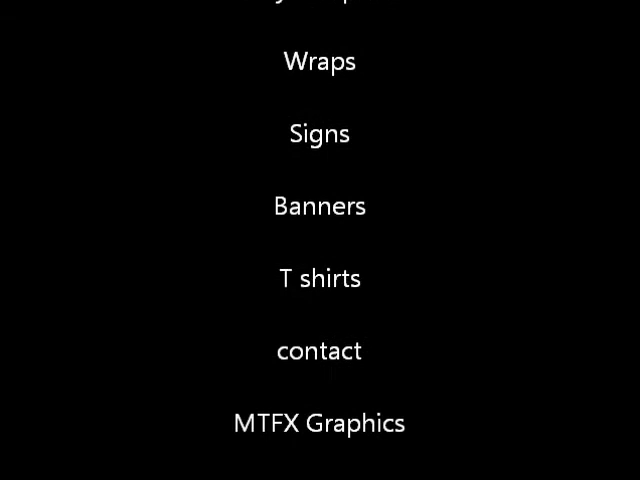 Wraps
Signs
Banners
T shirts
contact
MTFX Graphics